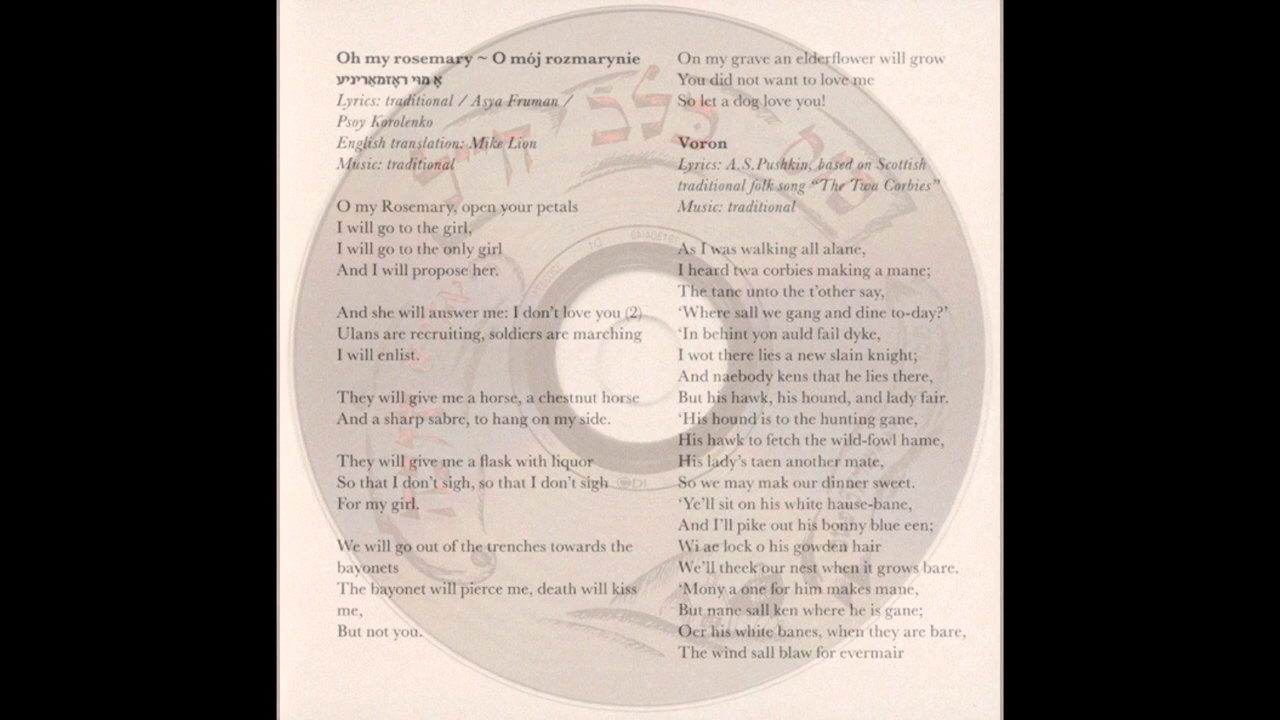 Oh my rosemary ~ O mój rozmarynie
אָ מוי ראָזמאַריניע
Lyrics: traditional / Asya Fruman /
Psoy Korolenko
English translation: Mike Lion
Music: traditional
O my Rosemary, open your petals
I will go to the girl,
I will go to the only girl
And I will propose her.
And she will answer me: I don't love you (2)
Ulans are recruiting, soldiers are marching
I will enlist.
They will give me a horse, a chestnut horse
And a sharp sabre, to hang on my side.
They will give me a flask with liquor
So that I don't sigh, so that I don't sigh
For my girl.
We will go out of the trenches towards the
bayonets
The bayonet will pierce me, death will kiss
me,
But not you.
On my grave an elderflower will grow
You did not want to love me
So let a dog love you!
Voron
Lyrics: A.S.Pushkin, based on Scottish
traditional folk song “The Twa Corbies”
Music: traditional
As I was walking all alane,
I heard twa corbies making a mane;
The tane unto the t'other say,
‘Where sall we gang and dine to-day?’
‘In behint yon auld fail dyke,
I wot there lies a new slain knight;
And naebody kens that he lies there,
But his hawk, his hound, and lady fair.
‘His hound is to the hunting gane,
His hawk to fetch the wild-fowl hame,
His lady's taen another mate,
So we may mak our dinner sweet.
‘Ye'll sit on his white hause-bane,
And I'll pike out his bonny blue een;
Wi ae lock o his gowden hair
We'll theek our nest when it grows bare.
‘Mony a one for him makes mane,
But nane sall ken where he is gane;
Oer his white banes, when they are bare,
The wind sall blaw for evermair